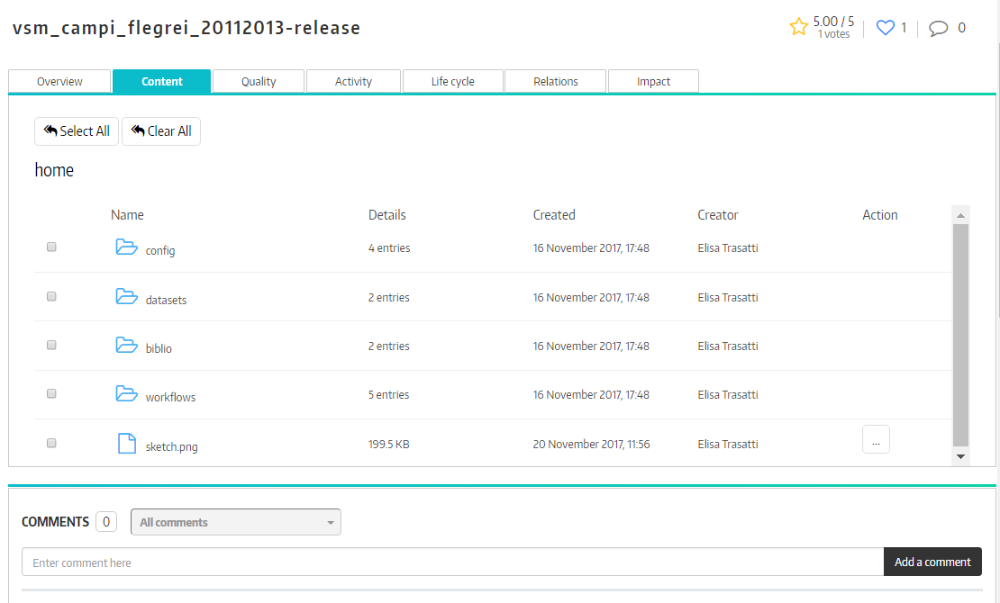 vsm_campi_flegrei_20112013-release
5.00 / 5
1 votes
1
0
Overview Content Quality Activity Life cycle Relations Impact
Select All Clear All
home
Name Details Created Creator Action
config 4 entries 16 November 2017, 17:48 Elisa Trasatti
datasets 2 entries 16 November 2017, 17:48 Elisa Trasatti
biblio 2 entries 16 November 2017, 17:48 Elisa Trasatti
workflows 5 entries 16 November 2017, 17:48 Elisa Trasatti
sketch.png 199.5 KB 20 November 2017, 11:56 Elisa Trasatti ...
COMMENTS 0 All comments
Enter comment here Add a comment